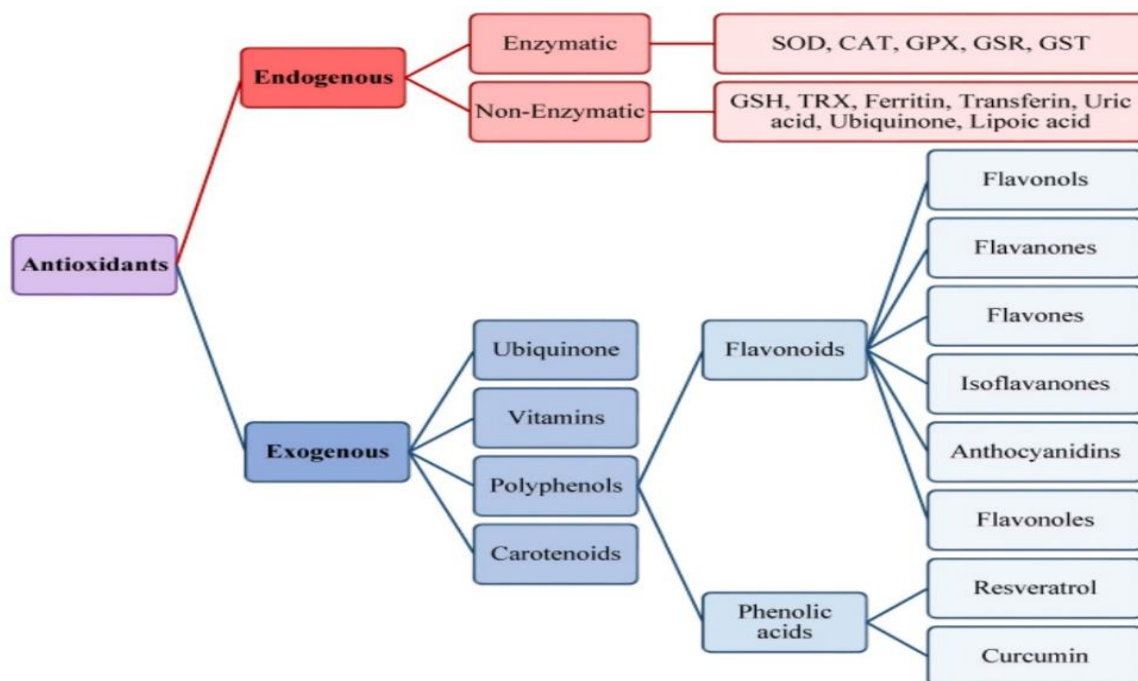 Enzymatic
SOD, CAT, GPX, GSR, GST
Endogenous
Non-Enzymatic
GSH, TRX, Ferritin, Transferin, Uric
acid, Ubiquinone, Lipoic acid
Antioxidants
Exogenous
Ubiquinone
Vitamins
Polyphenols
Carotenoids
Flavonoids
Phenolic
acids
Flavonols
Flavanones
Flavones
Isoflavanones
Anthocyanidins
Flavonoles
Resveratrol
Curcumin